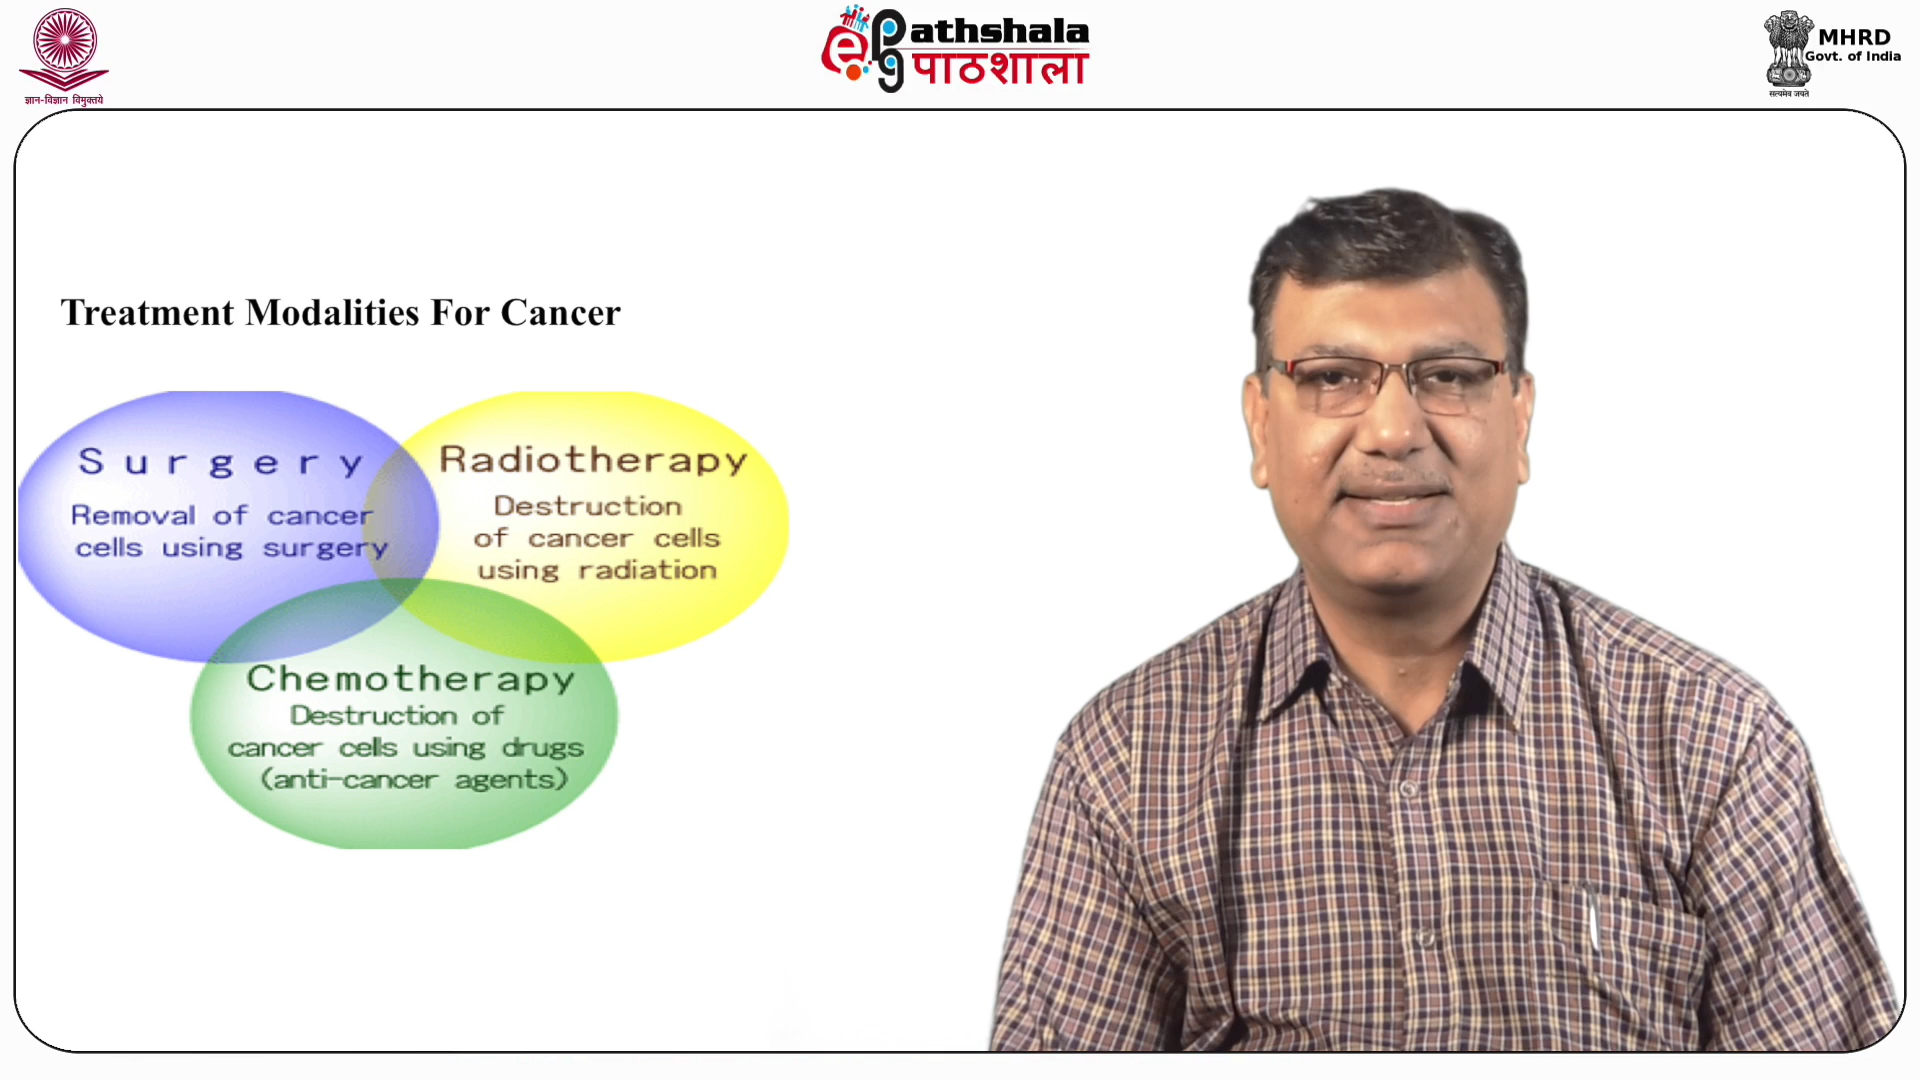 ज्ञान-विज्ञान विमुक्तये
ePG athshala
पाठशाला
MHRD
Govt. of India
सत्यमेव जयते
Treatment Modalities For Cancer
Surgery
Removal of cancer
cells using surgery
Radiotherapy
Destruction
of cancer cells
using radiation
Chemotherapy
Destruction of
cancer cells using drugs
(anti-cancer agents)